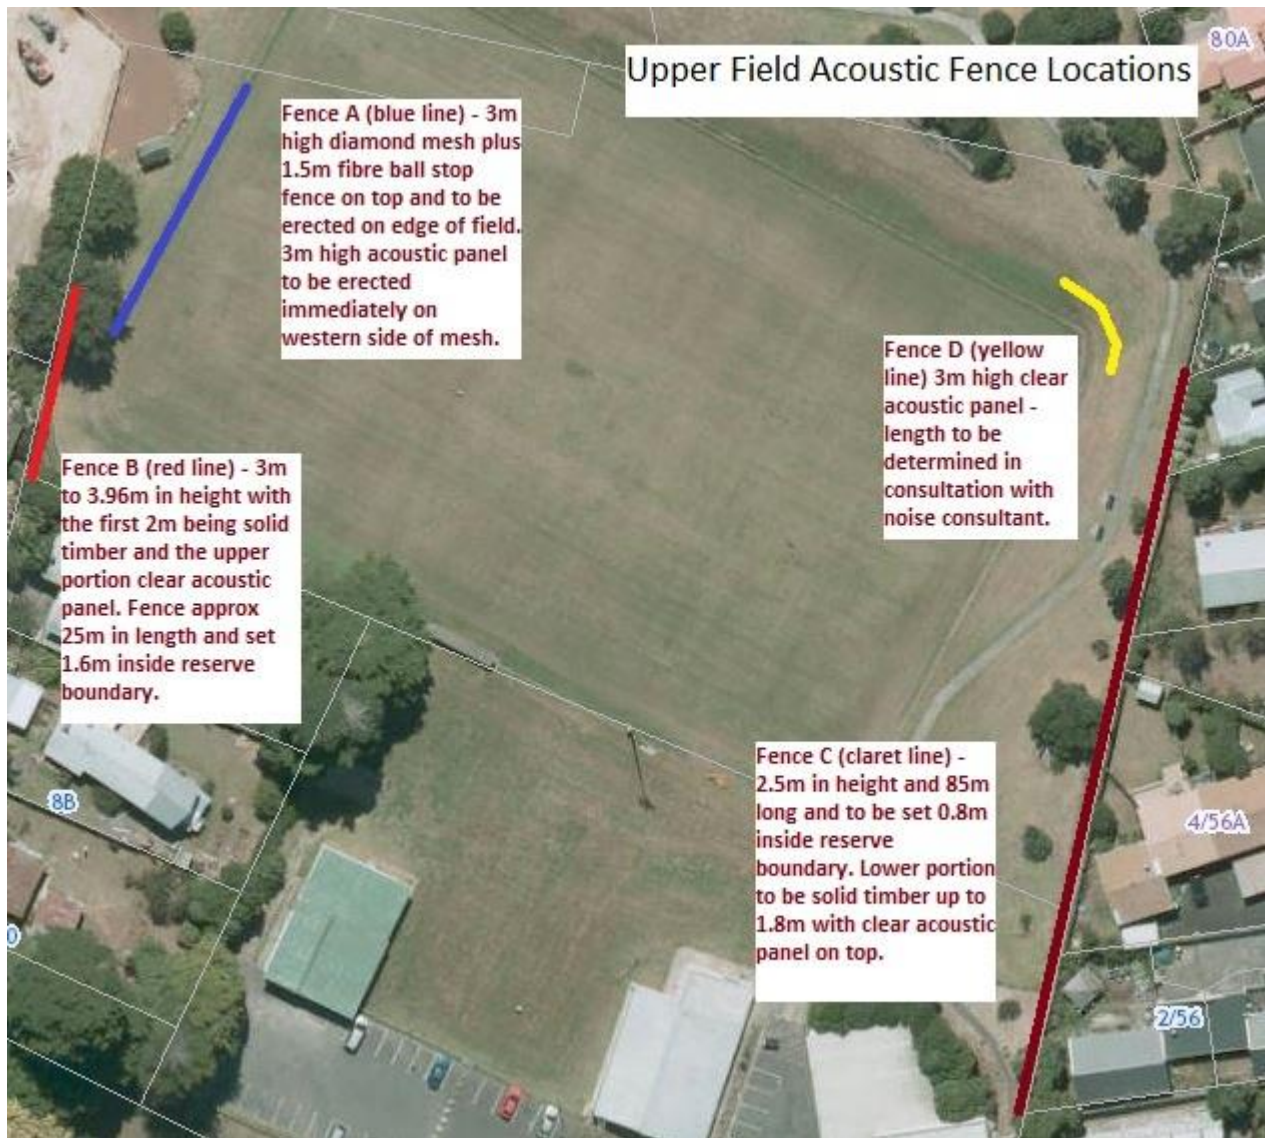 80A
Upper Field Acoustic Fence Locations
Fence A (blue line) - 3m
high diamond mesh plus
1.5m fibre ball stop
fence on top and to be
erected on edge of field.
3m high acoustic panel
to be erected
immediately on
western side of mesh.
Fence D (yellow
line) 3m high clear
acoustic panel -
length to be
determined in
consultation with
noise consultant.
Fence B (red line) - 3m
to 3.96m in height with
the first 2m being solid
timber and the upper
portion clear acoustic
panel. Fence approx
25m in length and set
1.6m inside reserve
boundary.
Fence C (claret line) -
2.5m in height and 85m
long and to be set 0.8m
inside reserve
boundary. Lower portion
to be solid timber up to
1.8m with clear acoustic
panel on top.
8B
4/56A
0
2/56